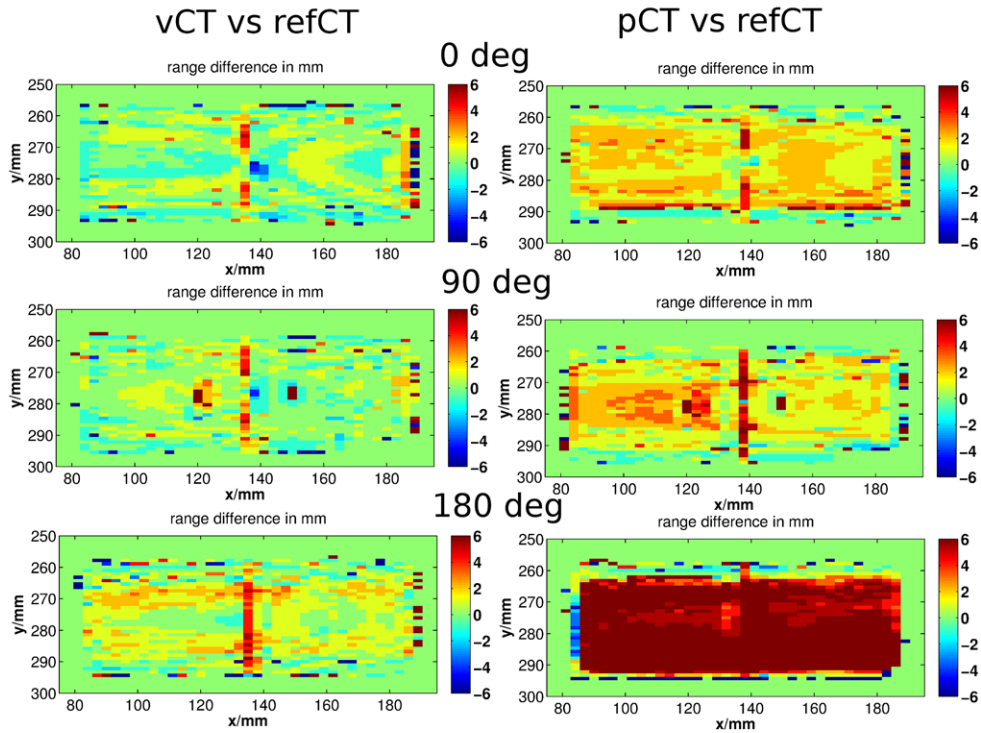 vCT vs refCT
pCT vs refCT
0 deg
range difference in mm
250
260
270
280
290
300
y/mm
80 100 120 140 160 180
x/mm
6
4
2
0
−2
−4
−6
range difference in mm
250
260
270
280
290
300
y/mm
80 100 120 140 160 180
x/mm
6
4
2
0
−2
−4
−6
90 deg
range difference in mm
250
260
270
280
290
300
y/mm
80 100 120 140 160 180
x/mm
6
4
2
0
−2
−4
−6
range difference in mm
250
260
270
280
290
300
y/mm
80 100 120 140 160 180
x/mm
6
4
2
0
−2
−4
−6
180 deg
range difference in mm
250
260
270
280
290
300
y/mm
80 100 120 140 160 180
x/mm
6
4
2
0
−2
−4
−6
range difference in mm
250
260
270
280
290
300
y/mm
80 100 120 140 160 180
x/mm
6
4
2
0
−2
−4
−6